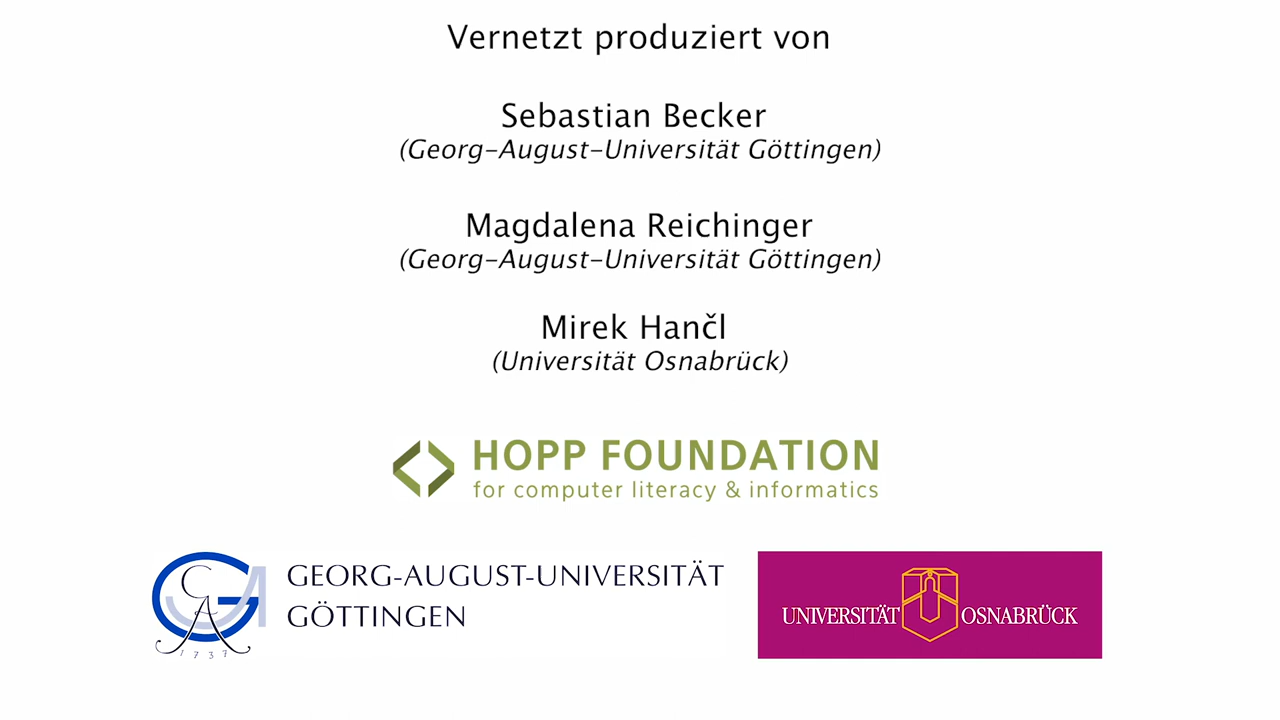 Vernetzt produziert von
Sebastian Becker
(Georg-August-Universität Göttingen)
Magdalena Reichinger
(Georg-August-Universität Göttingen)
Mirek Hančl
(Universität Osnabrück)
HOPP FOUNDATION
for computer literacy & informatics
GEORG-AUGUST-UNIVERSITÄT
GÖTTINGEN
1737
UNIVERSITÄT OSNABRÜCK